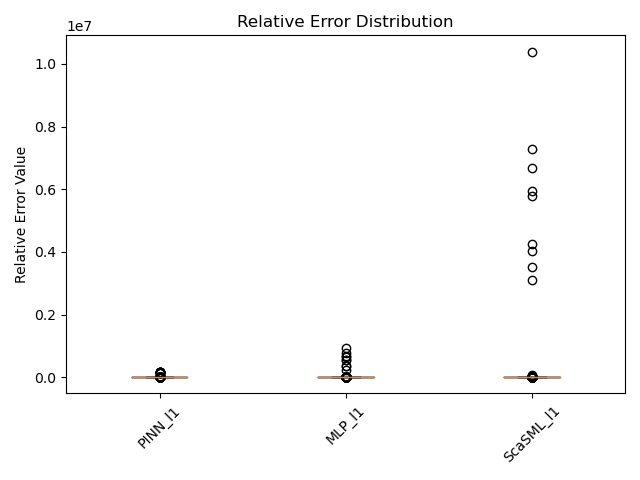 Relative Error Distribution
1e7
1.0
0.8
0.6
0.4
0.2
0.0
Relative Error Value
PINN_l1
MLP_l1
ScaSML_l1